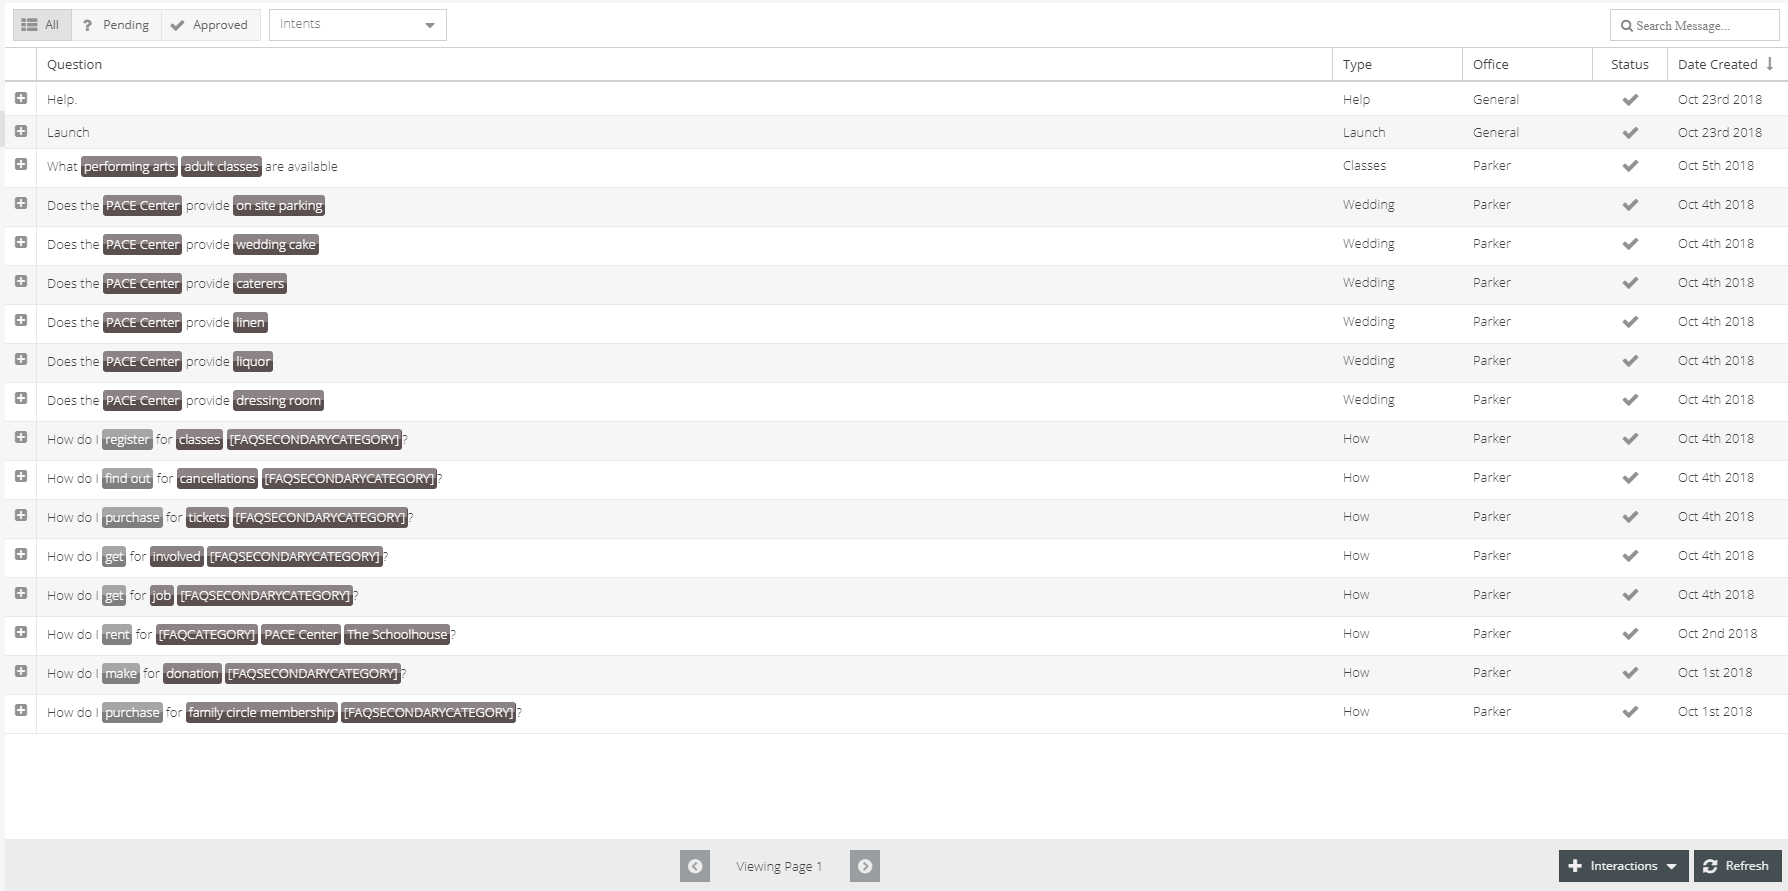 All ? Pending Approved Intents Search Message...
Question Type Office Status Date Created
Help. Help General Oct 23rd 2018
Launch Launch General Oct 23rd 2018
What performing arts adult classes are available Classes Parker Oct 5th 2018
Does the PACE Center provide on site parking Wedding Parker Oct 4th 2018
Does the PACE Center provide wedding cake Wedding Parker Oct 4th 2018
Does the PACE Center provide caterers Wedding Parker Oct 4th 2018
Does the PACE Center provide linen Wedding Parker Oct 4th 2018
Does the PACE Center provide liquor Wedding Parker Oct 4th 2018
Does the PACE Center provide dressing room Wedding Parker Oct 4th 2018
How do I register for classes [FAQSECONDARYCATEGORY]? How Parker Oct 4th 2018
How do I find out for cancellations [FAQSECONDARYCATEGORY]? How Parker Oct 4th 2018
How do I purchase for tickets [FAQSECONDARYCATEGORY]? How Parker Oct 4th 2018
How do I get for involved [FAQSECONDARYCATEGORY]? How Parker Oct 4th 2018
How do I get for job [FAQSECONDARYCATEGORY]? How Parker Oct 4th 2018
How do I rent for [FAQCATEGORY] PACE Center The Schoolhouse? How Parker Oct 2nd 2018
How do I make for donation [FAQSECONDARYCATEGORY]? How Parker Oct 1st 2018
How do I purchase for family circle membership [FAQSECONDARYCATEGORY]? How Parker Oct 1st 2018
Viewing Page 1 Interactions Refresh